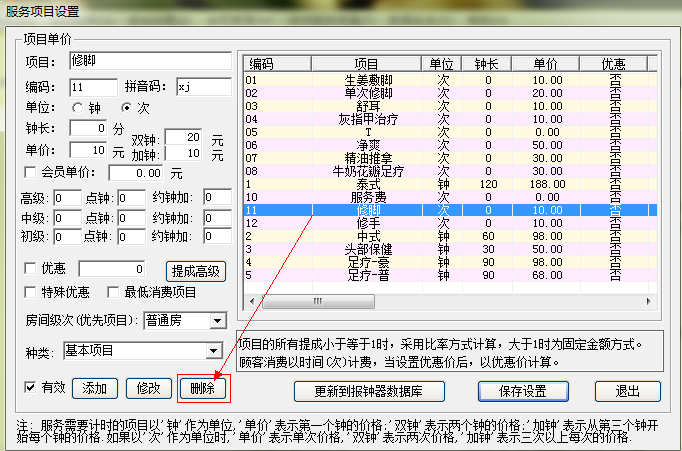 服务项目设置
项目单价
项目: 修脚
编码: 11 拼音码: xj
单位: 钟 次
钟长: 0 分
双钟: 20 元
单价: 10 元 加钟: 10 元
会员单价: 0.00 元
高级: 0 点钟: 0 约钟加: 0
中级: 0 点钟: 0 约钟加: 0
初级: 0 点钟: 0 约钟加: 0
优惠 0 提成高级
特殊优惠 最低消费项目
房间级次(优先项目): 普通房
种类: 基本项目
有效 添加 修改 删除
编码 项目 单位 钟长 单价 优惠
01 生姜敷脚 次 0 10.00 否
02 单次修脚 次 0 20.00 否
03 舒耳 次 0 10.00 否
04 灰指甲治疗 次 0 10.00 否
05 T 次 0 0.00 否
06 净爽 次 0 50.00 否
07 精油推拿 次 0 30.00 否
08 牛奶花瓣足疗 次 0 30.00 否
1 泰式 钟 120 188.00 否
10 服务费 次 0 0.00 否
11 修脚 次 0 10.00 否
12 修手 次 0 10.00 否
2 中式 钟 60 98.00 否
3 头部保健 钟 30 50.00 否
4 足疗-豪 钟 90 98.00 否
5 足疗-普 钟 90 68.00 否
项目的所有提成小于等于1时，采用比率方式计算，大于1时为固定金额方式。
顾客消费以时间(次)计费，当设置优惠价后，以优惠价计算。
更新到报钟器数据库 保存设置 退出
注: 服务需要计时的项目以'钟'作为单位,'单价'表示第一个钟的价格;'双钟'表示两个钟的价格;'加钟'表示从第三个钟开
始每个钟的价格.如果以'次'作为单位时,'单价'表示单次价格,'双钟'表示两次价格,'加钟'表示三次以上每次的价格.